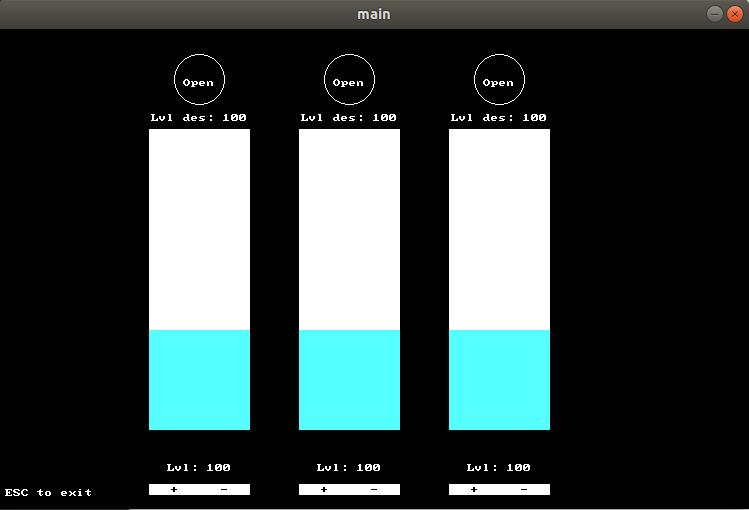 main
Open Open Open
Lvl des: 100 Lvl des: 100 Lvl des: 100
Lvl: 100 Lvl: 100 Lvl: 100
+ - + - + -
ESC to exit